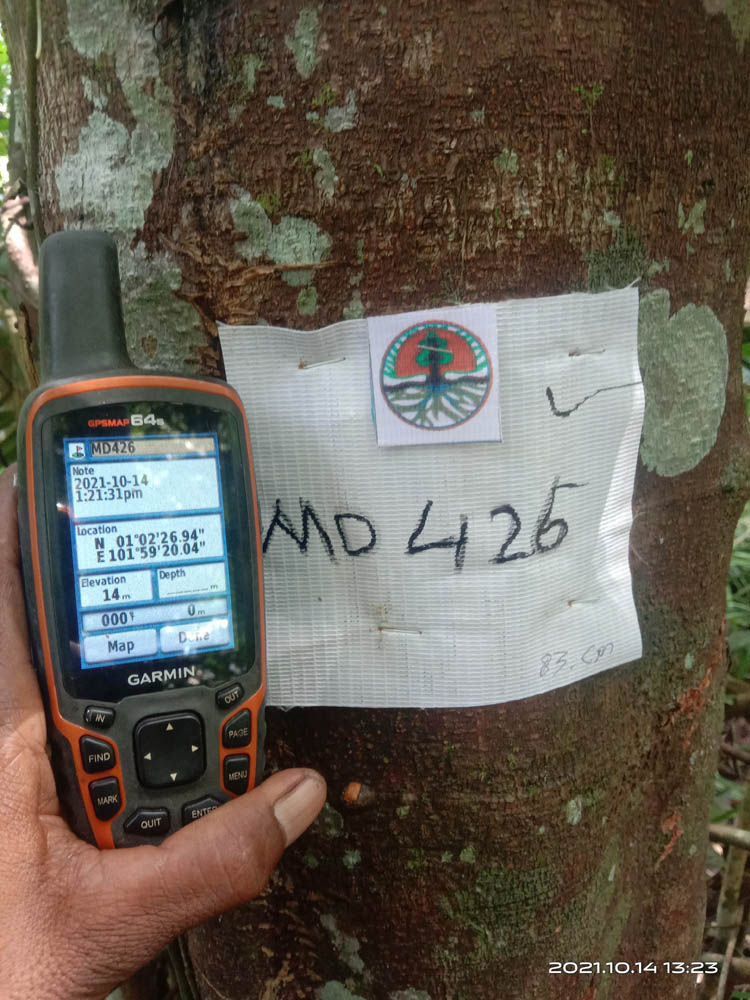 GPSMAP 64s
MD426
Note
2021-10-14
1:21:31pm
Location
N 01°02'26.94"
E 101°59'20.04"
Elevation
14 m
Depth
_______m
000°
0m
Map
Done
GARMIN
IN
OUT
FIND
PAGE
MARK
MENU
QUIT
ENTER
MD 426
83. cm
2021.10.14 13:23